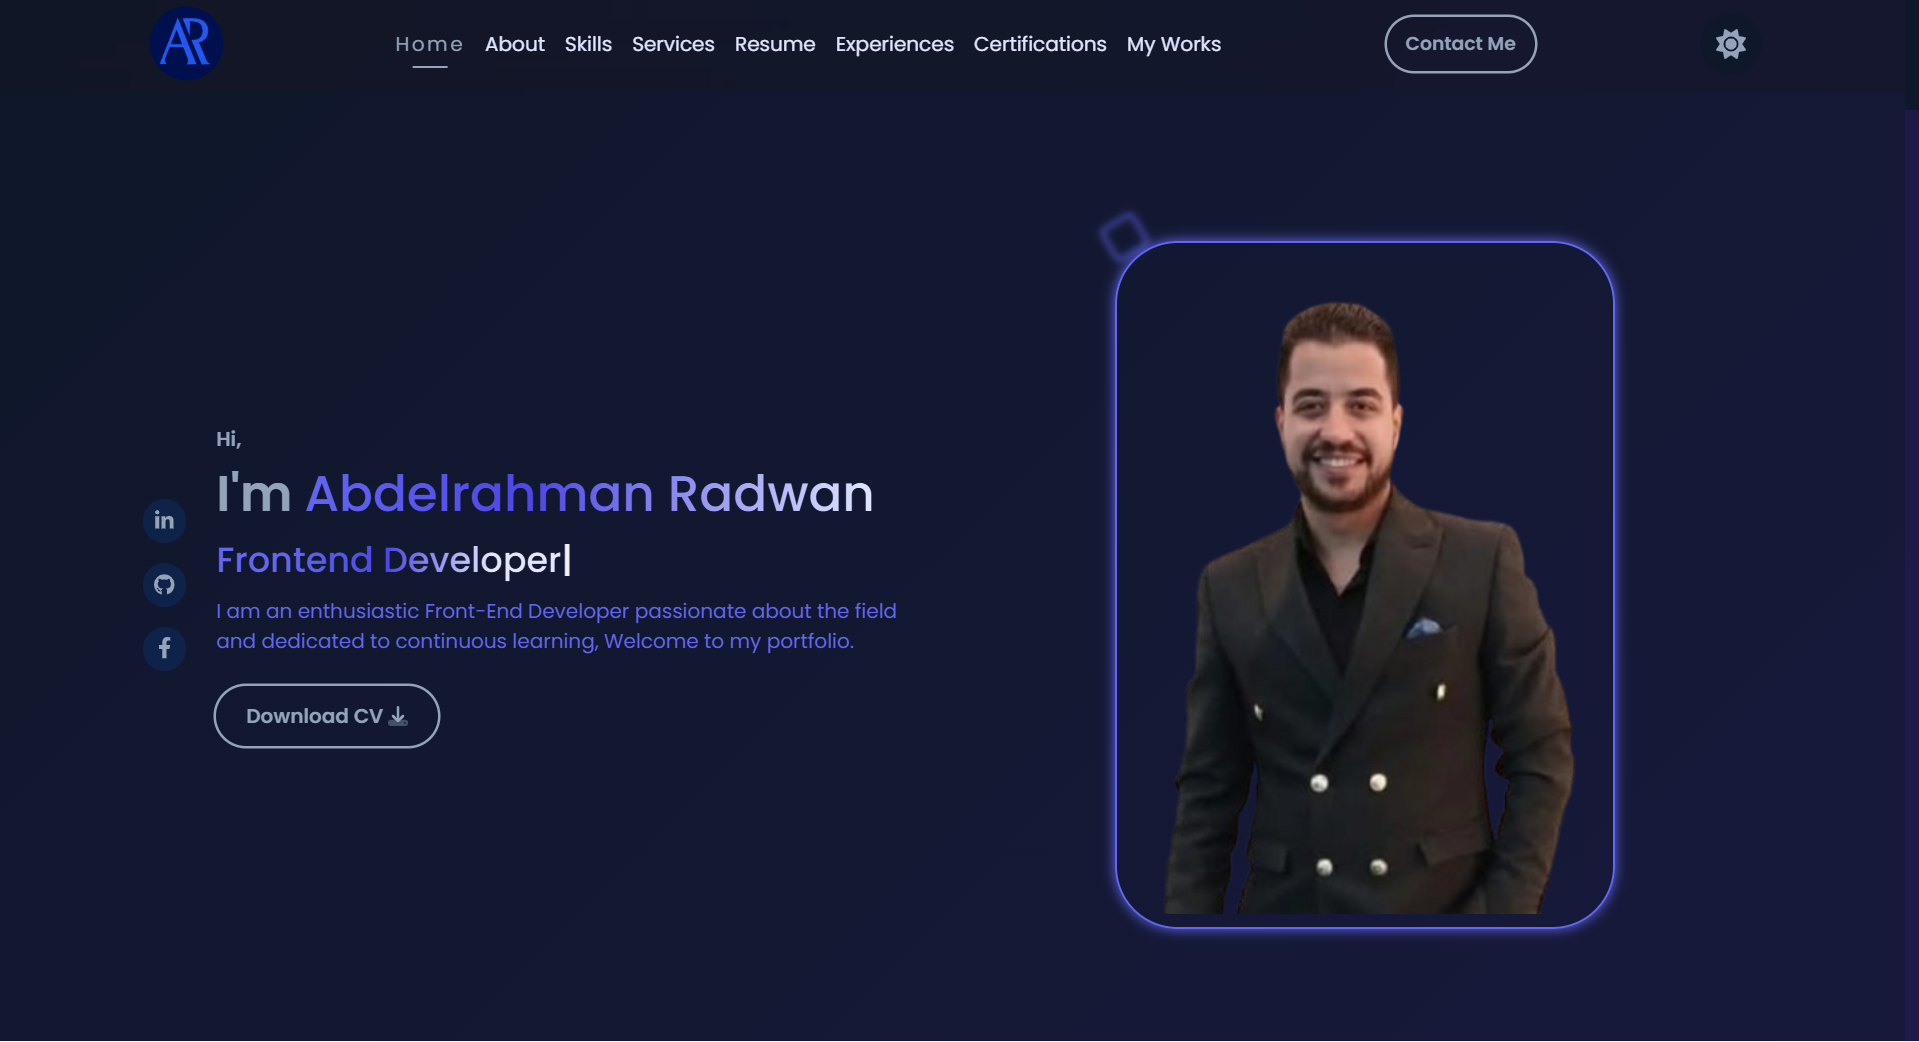 AR
Home About Skills Services Resume Experiences Certifications My Works Contact Me
Hi,
I'm Abdelrahman Radwan
Frontend Developer|
in
I am an enthusiastic Front-End Developer passionate about the field
and dedicated to continuous learning, Welcome to my portfolio.
f
Download CV